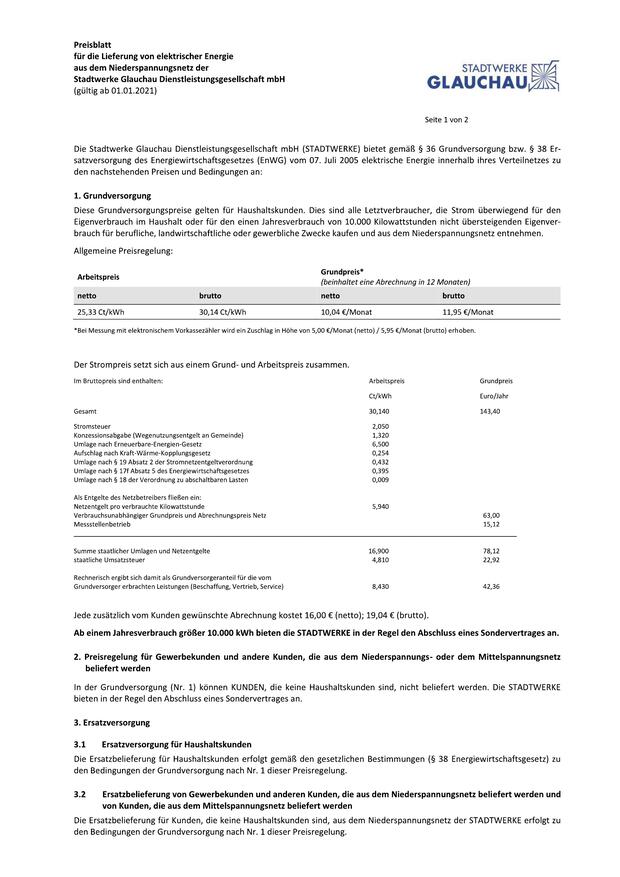 Preisblatt
für die Lieferung von elektrischer Energie
aus dem Niederspannungsnetz der
Stadtwerke Glauchau Dienstleistungsgesellschaft mbH
(gültig ab 01.01.2021)
STADTWERKE
GLAUCHAU
Seite 1 von 2
Die Stadtwerke Glauchau Dienstleistungsgesellschaft mbH (STADTWERKE) bietet gemäß § 36 Grundversorgung bzw. § 38 Er-
satzversorgung des Energiewirtschaftsgesetzes (EnWG) vom 07. Juli 2005 elektrische Energie innerhalb ihres Verteilnetzes zu
den nachstehenden Preisen und Bedingungen an:
1. Grundversorgung
Diese Grundversorgungspreise gelten für Haushaltskunden. Dies sind alle Letztverbraucher, die Strom überwiegend für den
Eigenverbrauch im Haushalt oder für den einen Jahresverbrauch von 10.000 Kilowattstunden nicht übersteigenden Eigenver-
brauch für berufliche, landwirtschaftliche oder gewerbliche Zwecke kaufen und aus dem Niederspannungsnetz entnehmen.
Allgemeine Preisregelung:
Arbeitspreis Grundpreis*
(beinhaltet eine Abrechnung in 12 Monaten)
netto brutto netto brutto
25,33 Ct/kWh 30,14 Ct/kWh 10,04 €/Monat 11,95 €/Monat
*Bei Messung mit elektronischem Vorkassezähler wird ein Zuschlag in Höhe von 5,00 €/Monat (netto) / 5,95 €/Monat (brutto) erhoben.
Der Strompreis setzt sich aus einem Grund- und Arbeitspreis zusammen.
Im Bruttopreis sind enthalten: Arbeitspreis Grundpreis
Ct/kWh Euro/Jahr
Gesamt 30,140 143,40
Stromsteuer 2,050
Konzessionsabgabe (Wegenutzungsentgelt an Gemeinde) 1,320
Umlage nach Erneuerbare-Energien-Gesetz 6,500
Aufschlag nach Kraft-Wärme-Kopplungsgesetz 0,254
Umlage nach § 19 Absatz 2 der Stromnetzentgeltverordnung 0,432
Umlage nach § 17f Absatz 5 des Energiewirtschaftsgesetzes 0,395
Umlage nach § 18 der Verordnung zu abschaltbaren Lasten 0,009
Als Entgelte des Netzbetreibers fließen ein:
Netzentgelt pro verbrauchte Kilowattstunde 5,940
Verbrauchsunabhängiger Grundpreis und Abrechnungspreis Netz 63,00
Messstellenbetrieb 15,12
Summe staatlicher Umlagen und Netzentgelte 16,900 78,12
staatliche Umsatzsteuer 4,810 22,92
Rechnerisch ergibt sich damit als Grundversorgeranteil für die vom
Grundversorger erbrachten Leistungen (Beschaffung, Vertrieb, Service) 8,430 42,36
Jede zusätzlich vom Kunden gewünschte Abrechnung kostet 16,00 € (netto); 19,04 € (brutto).
Ab einem Jahresverbrauch größer 10.000 kWh bieten die STADTWERKE in der Regel den Abschluss eines Sondervertrages an.
2. Preisregelung für Gewerbekunden und andere Kunden, die aus dem Niederspannungs- oder dem Mittelspannungsnetz
beliefert werden
In der Grundversorgung (Nr. 1) können KUNDEN, die keine Haushaltskunden sind, nicht beliefert werden. Die STADTWERKE
bieten in der Regel den Abschluss eines Sondervertrages an.
3. Ersatzversorgung
3.1 Ersatzversorgung für Haushaltskunden
Die Ersatzbelieferung für Haushaltskunden erfolgt gemäß den gesetzlichen Bestimmungen (§ 38 Energiewirtschaftsgesetz) zu
den Bedingungen der Grundversorgung nach Nr. 1 dieser Preisregelung.
3.2 Ersatzbelieferung von Gewerbekunden und anderen Kunden, die aus dem Niederspannungsnetz beliefert werden und
von Kunden, die aus dem Mittelspannungsnetz beliefert werden
Die Ersatzbelieferung für Kunden, die keine Haushaltskunden sind, aus dem Niederspannungsnetz der STADTWERKE erfolgt zu
den Bedingungen der Grundversorgung nach Nr. 1 dieser Preisregelung.